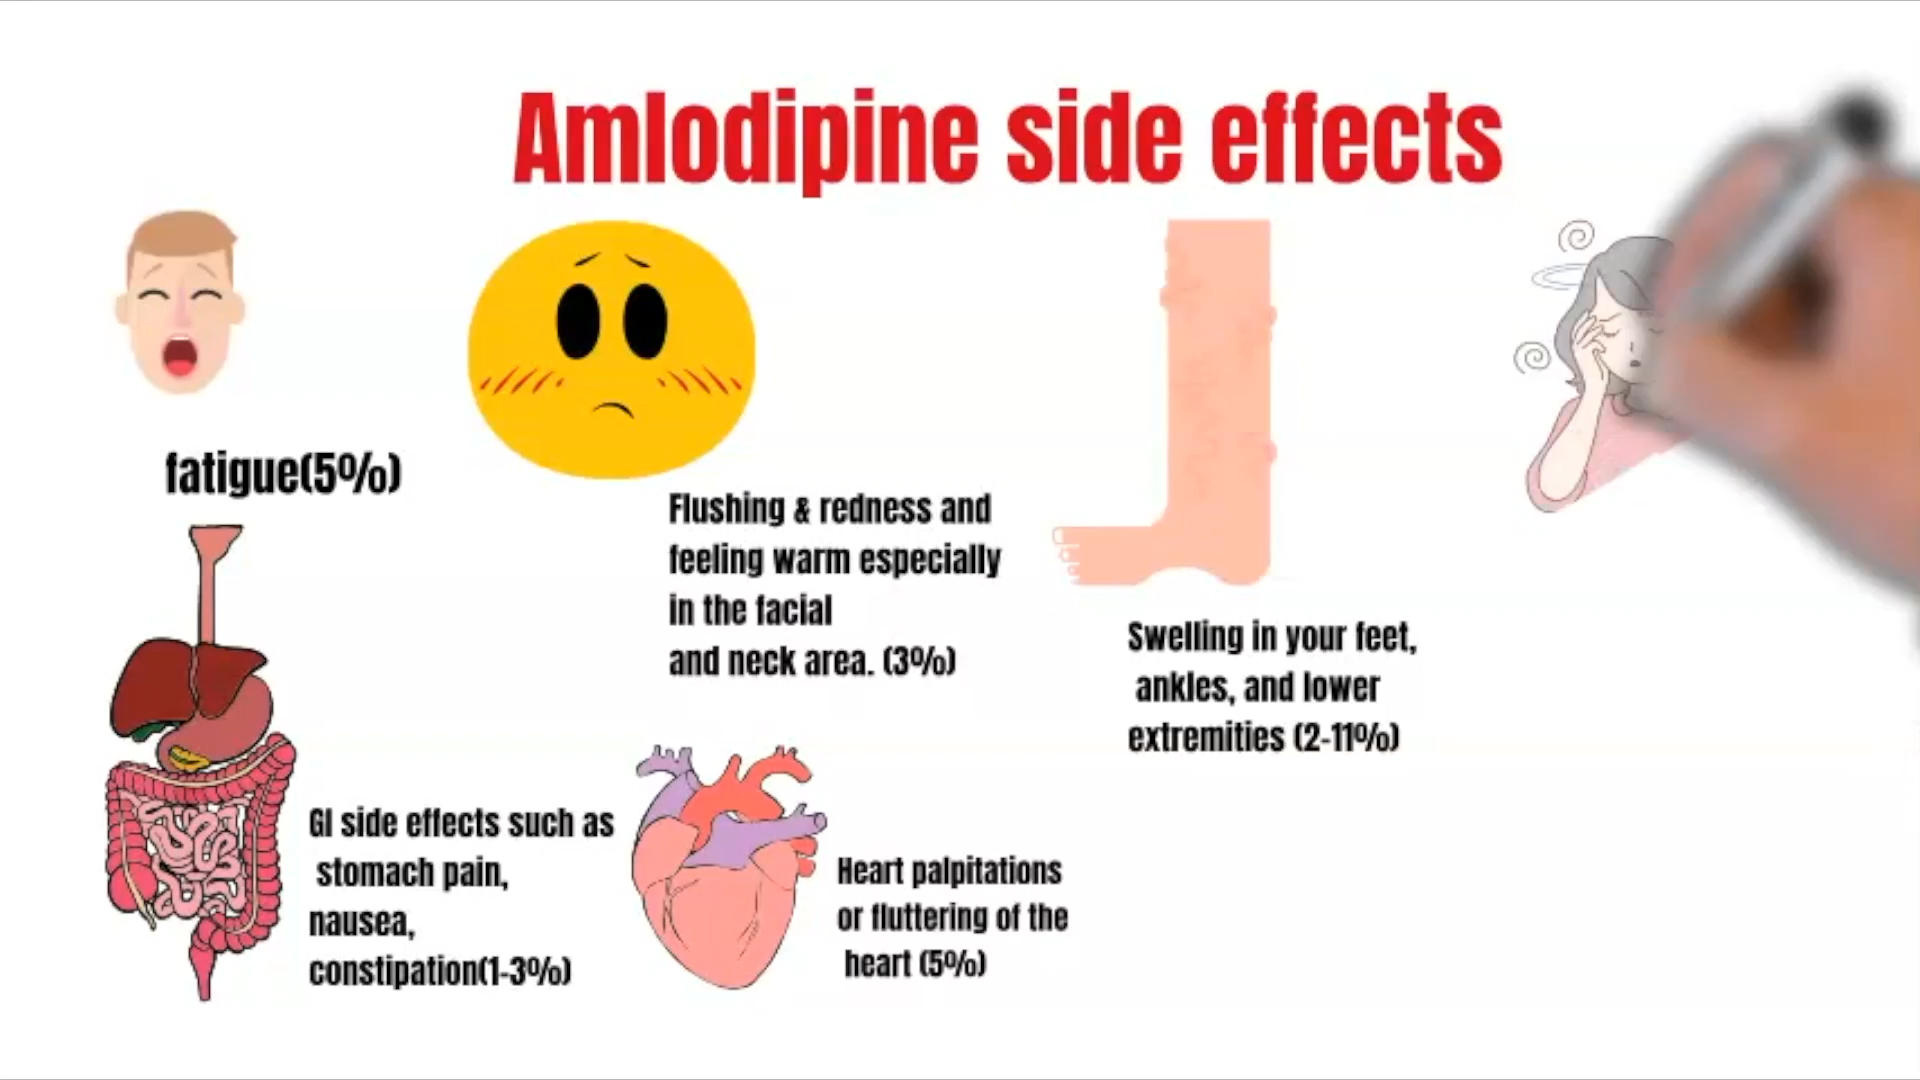 Amlodipine side effects
fatigue(5%)
Flushing & redness and
feeling warm especially
in the facial
and neck area. (3%)
Swelling in your feet,
ankles, and lower
extremities (2-11%)
GI side effects such as
stomach pain,
nausea,
constipation(1-3%)
Heart palpitations
or fluttering of the
heart (5%)